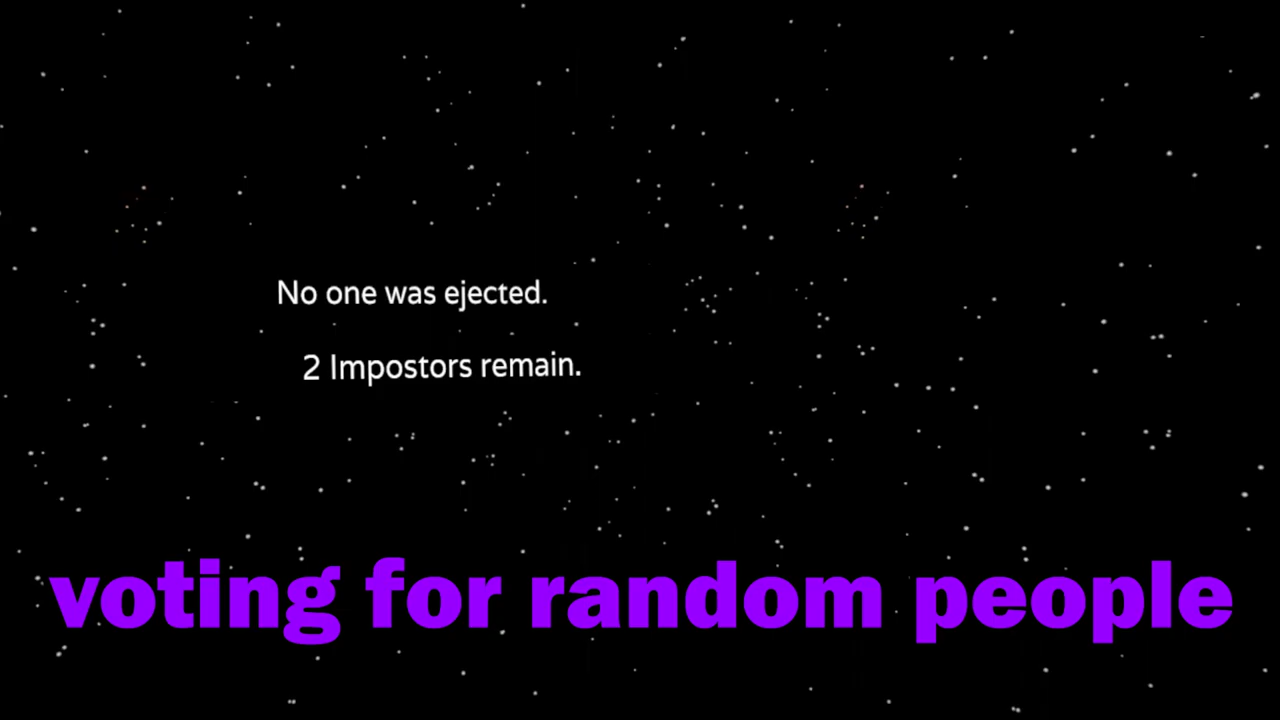 No one was ejected.
2 Impostors remain.
voting for random people